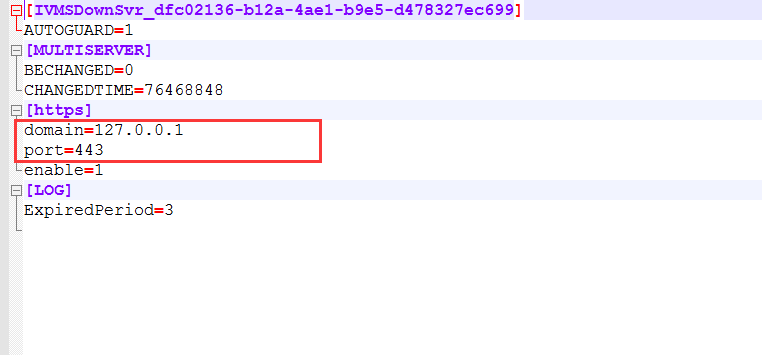 [IVMSDownSvr_dfc02136-b12a-4ae1-b9e5-d478327ec699]
AUTOGUARD=1
[MULTISERVER]
BECHANGED=0
CHANGEDTIME=76468848
[https]
domain=127.0.0.1
port=443
enable=1
[LOG]
ExpiredPeriod=3